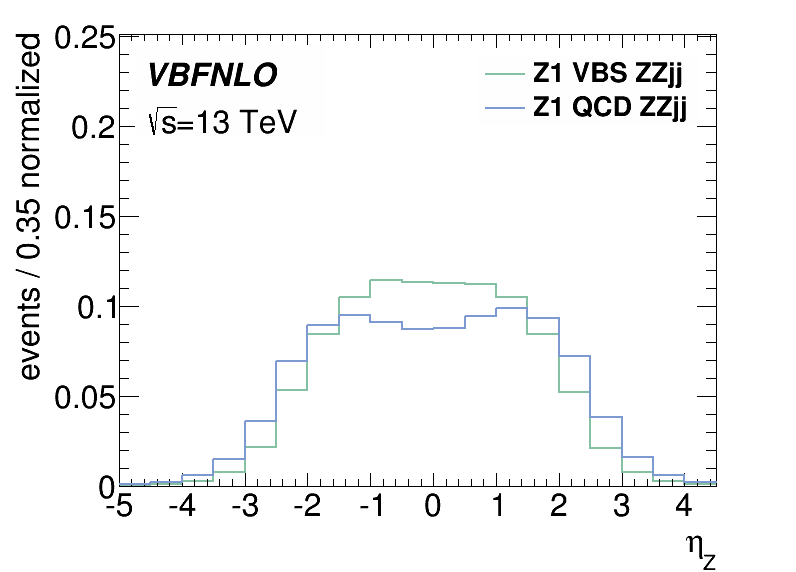 events / 0.35 normalized
0.25
0.2
0.15
0.1
0.05
0
VBFNLO
√s=13 TeV
Z1 VBS ZZjj
Z1 QCD ZZjj
-5 -4 -3 -2 -1 0 1 2 3 4
η_Z